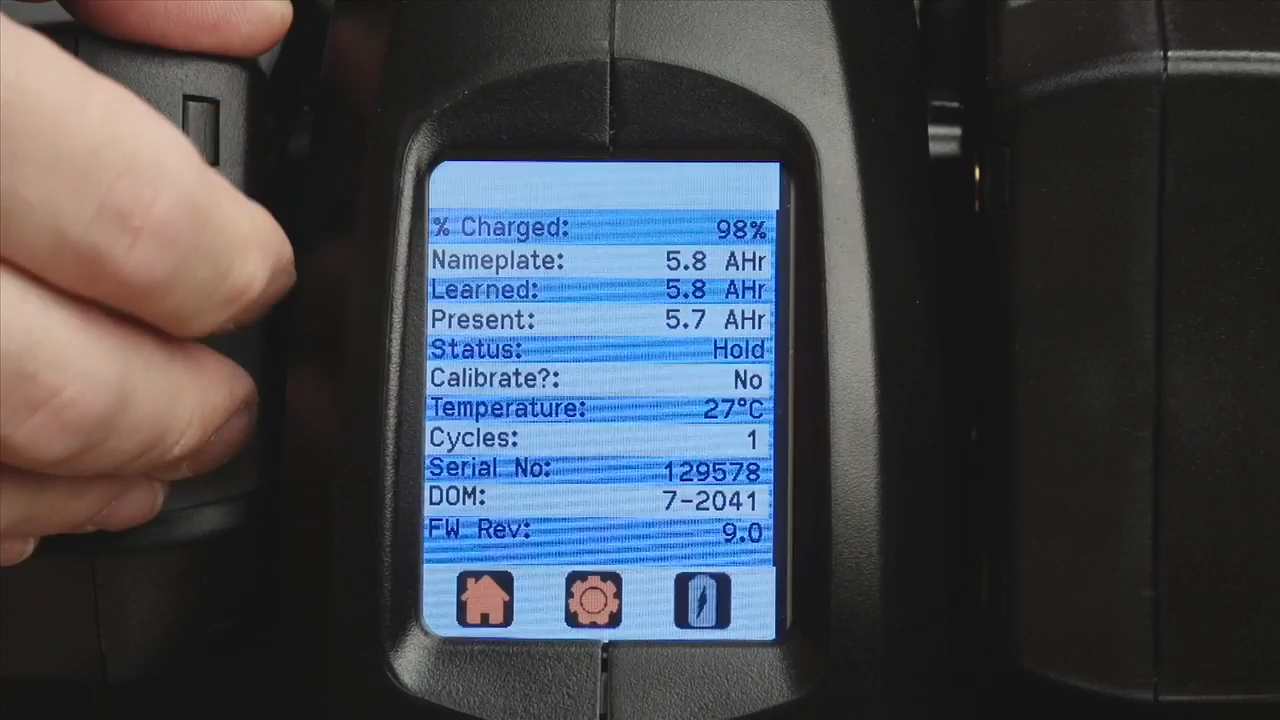 % Charged: 98%
Nameplate: 5.8 AHr
Learned: 5.8 AHr
Present: 5.7 AHr
Status: Hold
Calibrate?: No
Temperature: 27°C
Cycles: 1
Serial No: 129578
DOM: 7-2041
FW Rev: 9.0